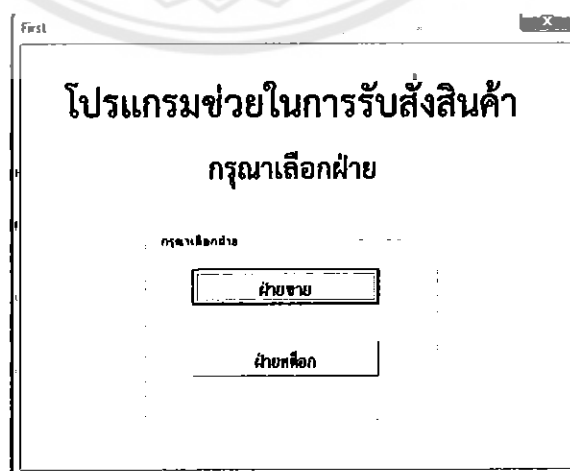 First
X
โปรแกรมช่วยในการรับสั่งสินค้า
กรุณาเลือกฝ่าย
กรุณาเลือกฝ่าย
ฝ่ายขาย
ฝ่ายสต็อก